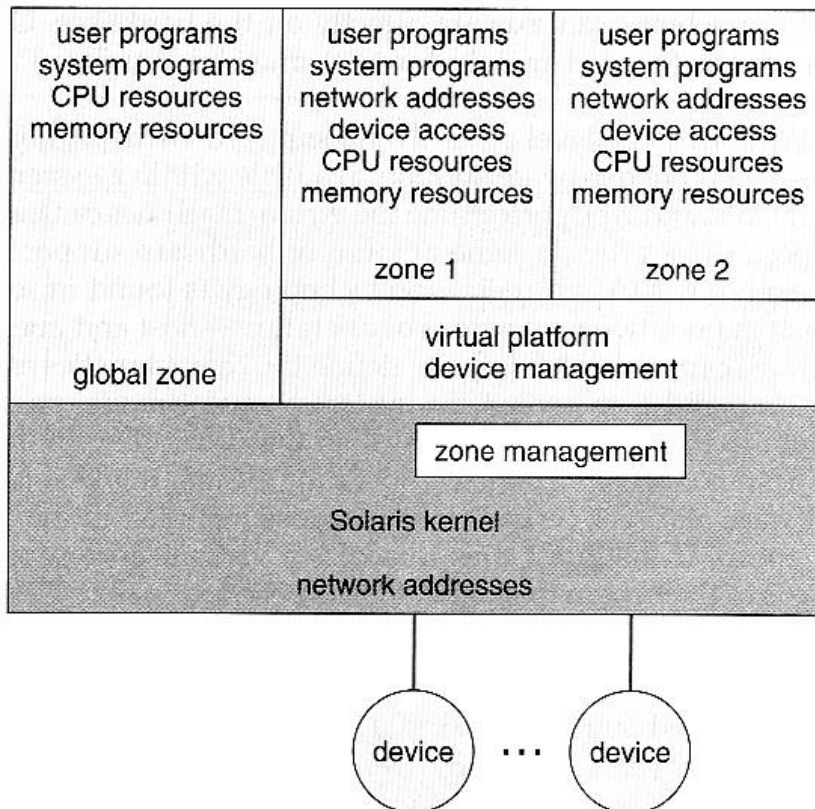 user programs
system programs
CPU resources
memory resources
global zone
user programs
system programs
network addresses
device access
CPU resources
memory resources
zone 1
user programs
system programs
network addresses
device access
CPU resources
memory resources
zone 2
virtual platform
device management
zone management
Solaris kernel
network addresses
device
...
device